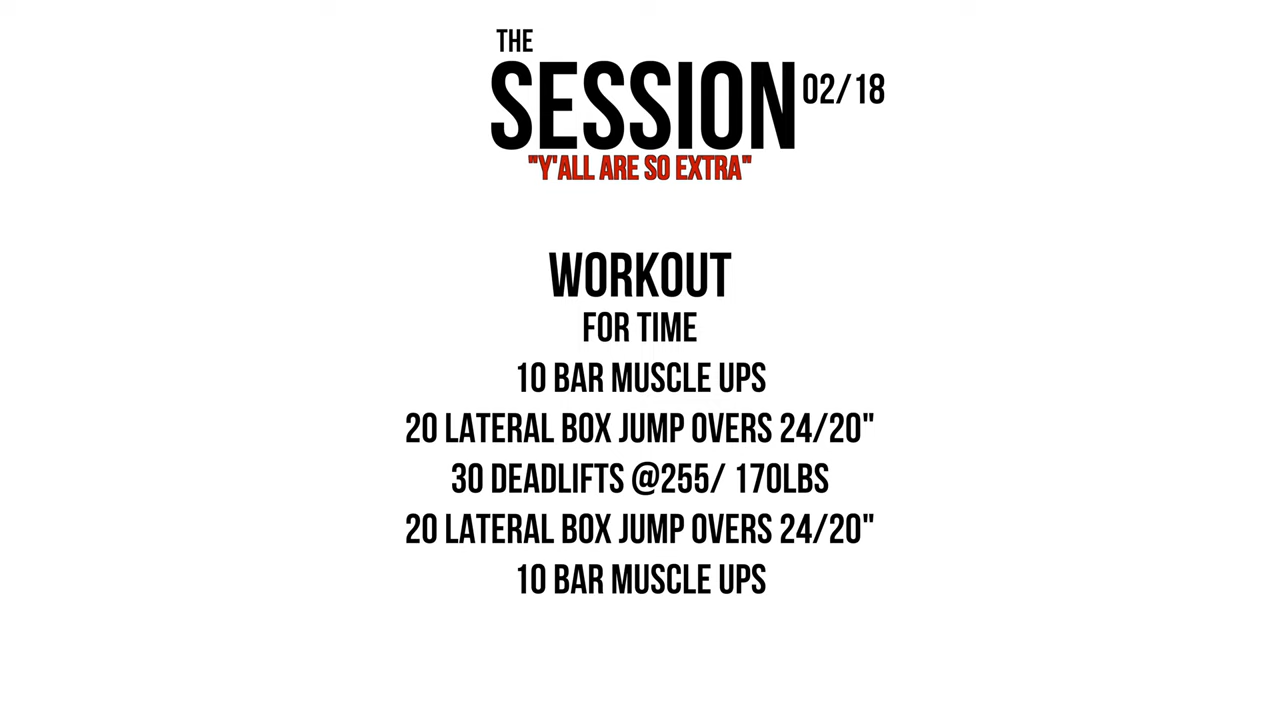 THE
SESSION 02/18
"Y'ALL ARE SO EXTRA"
WORKOUT
FOR TIME
10 BAR MUSCLE UPS
20 LATERAL BOX JUMP OVERS 24/20"
30 DEADLIFTS @255/ 170LBS
20 LATERAL BOX JUMP OVERS 24/20"
10 BAR MUSCLE UPS